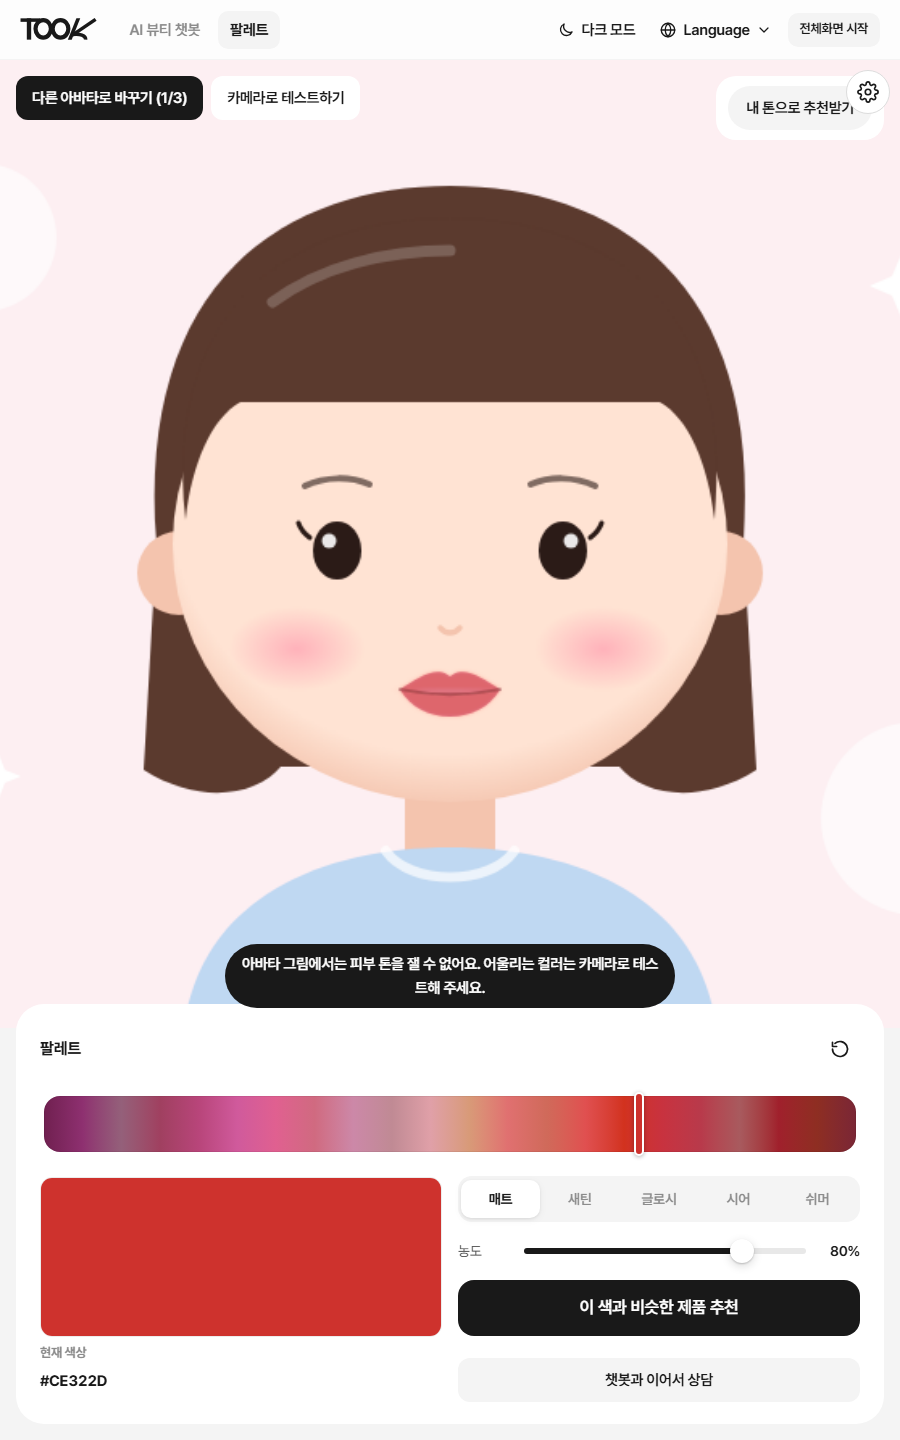 TOOK
AI 뷰티 챗봇
팔레트
다크 모드
Language
전체화면 시작
다른 아바타로 바꾸기 (1/3)
카메라로 테스트하기
내 톤으로 추천받기
아바타 그림에서는 피부 톤을 잴 수 없어요. 어울리는 컬러는 카메라로 테스
트해 주세요.
팔레트
매트
새틴
글로시
시어
쉬머
농도
80%
이 색과 비슷한 제품 추천
현재 색상
#CE322D
챗봇과 이어서 상담